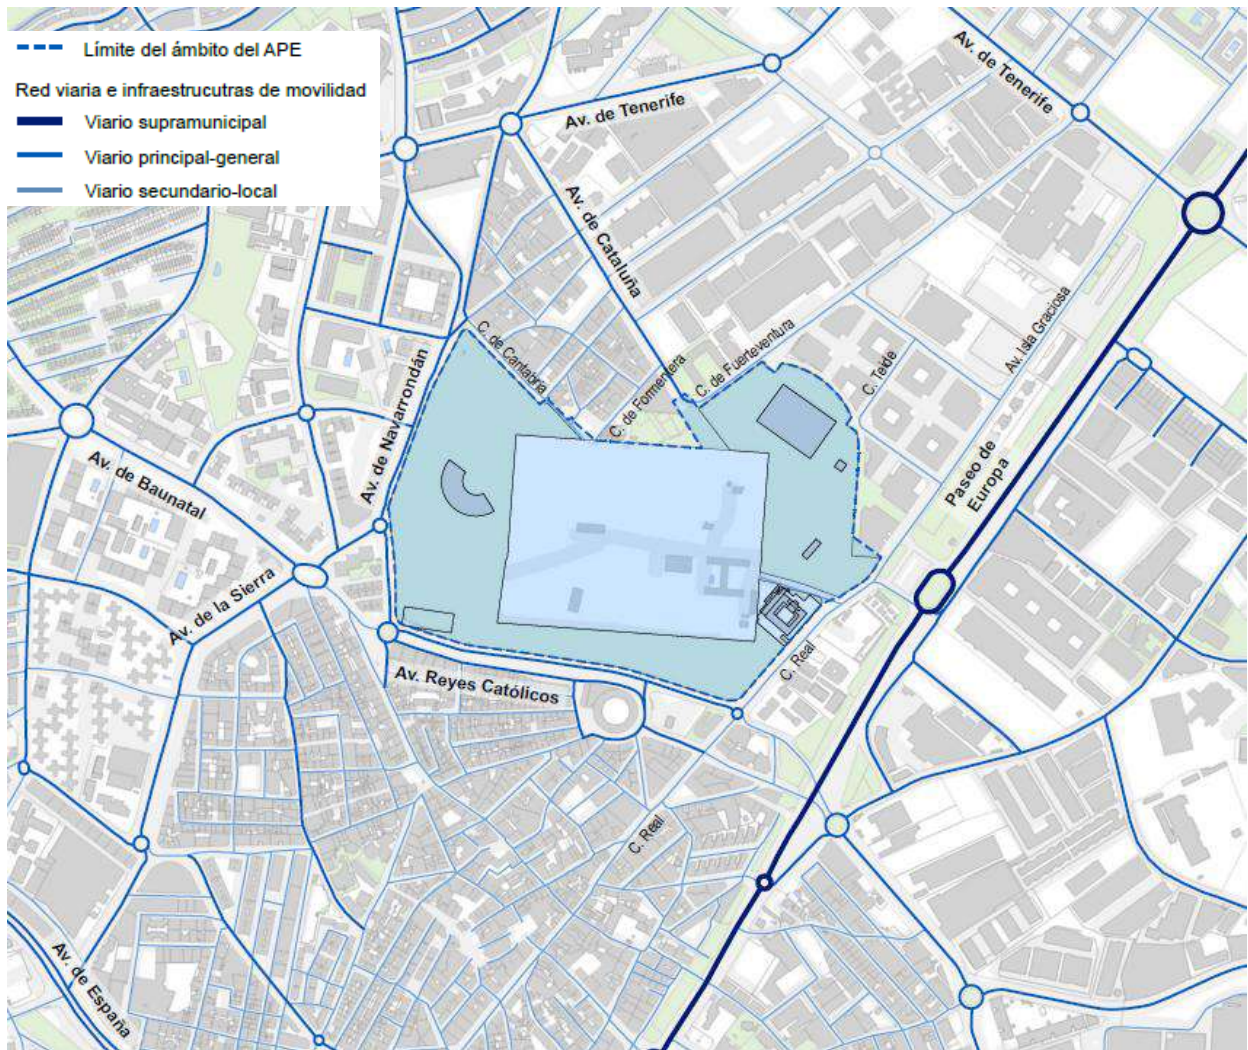 Límite del ámbito del APE
Red viaria e infraestrucutras de movilidad
Viario supramunicipal
Viario principal-general
Viario secundario-local
Av. de Tenerife
Av. de Tenerife
Av. de Cataluña
C. de Cantabria
C. de Formentera
C. de Fuerteventura
C. Teide
Av. Isla Graciosa
Av. de Navarrondán
Paseo de
Europa
Av. de Baunatal
Av. de la Sierra
Av. Reyes Católicos
C. Real
C. Real
Av. de España